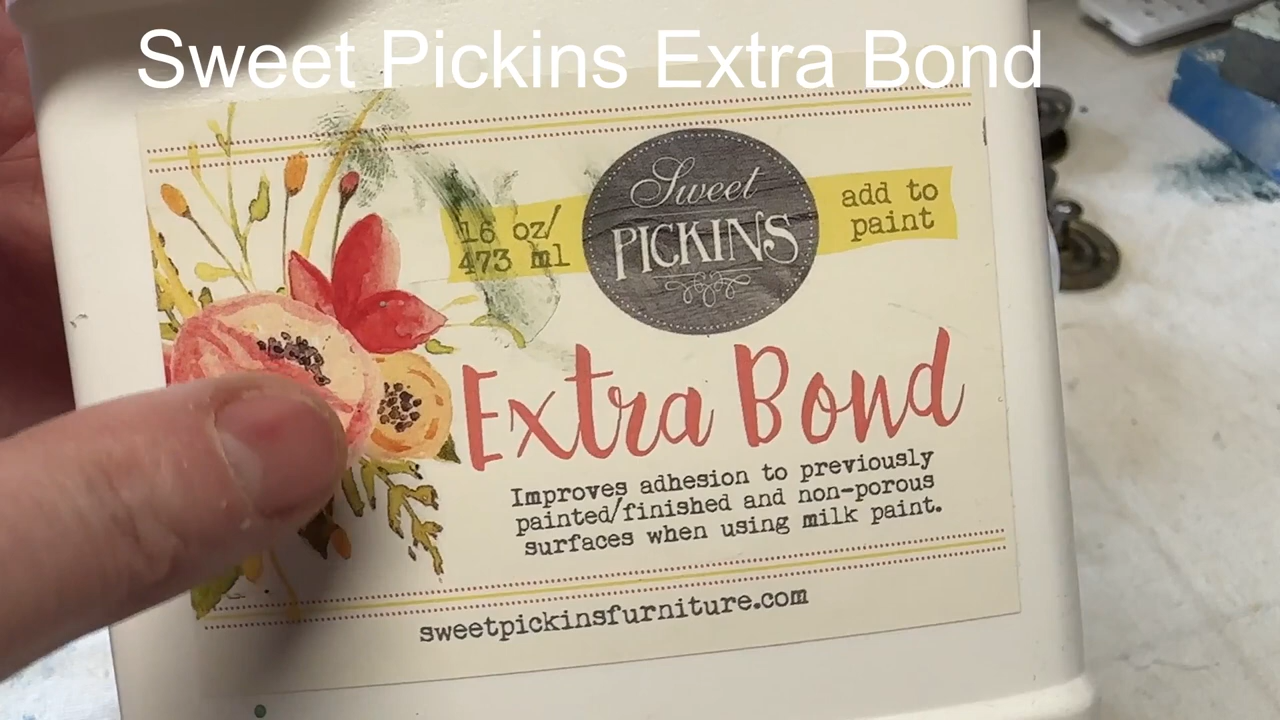 Sweet Pickins Extra Bond
16 oz/
473 ml
Sweet
PICKINS
add to
paint
Extra Bond
Improves adhesion to previously
painted/finished and non-porous
surfaces when using milk paint.
sweetpickinsfurniture.com